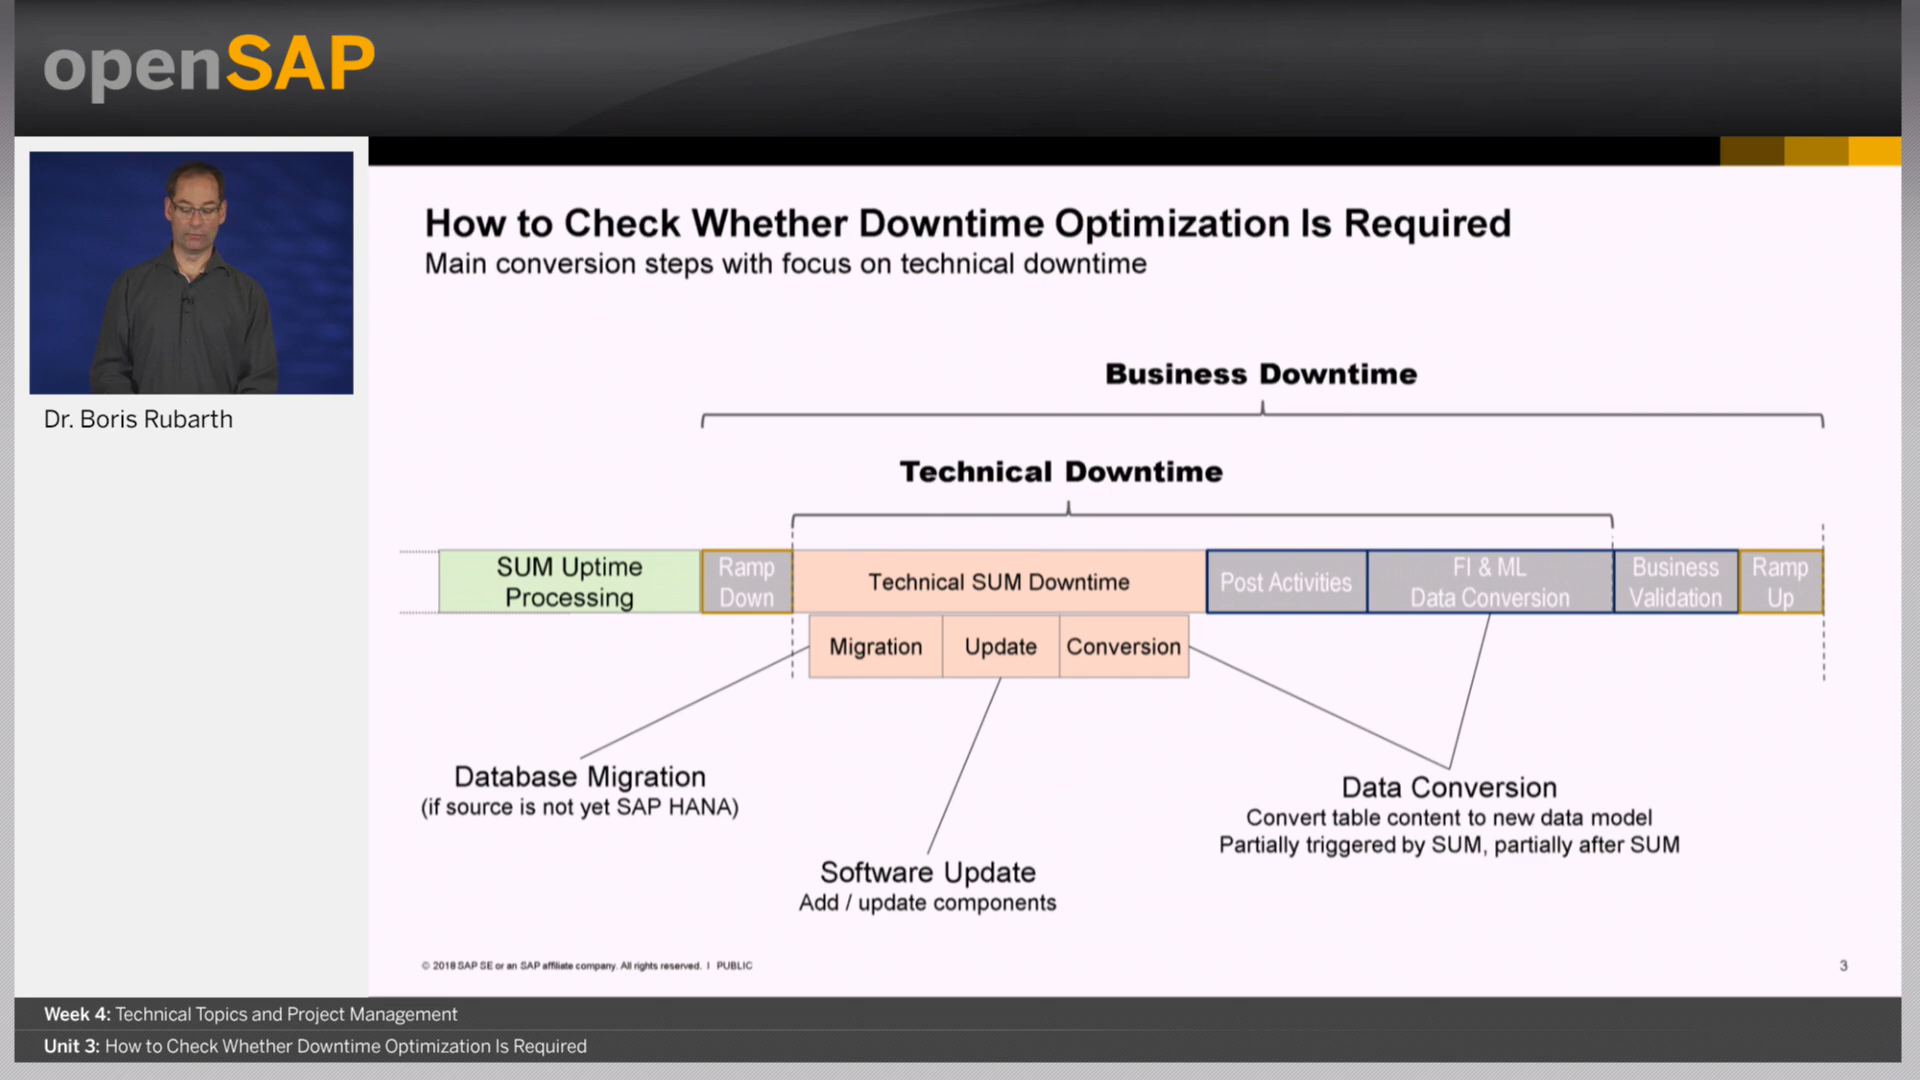 openSAP
Dr. Boris Rubarth
How to Check Whether Downtime Optimization Is Required
Main conversion steps with focus on technical downtime
Business Downtime
Technical Downtime
SUM Uptime
Processing
Ramp
Down
Technical SUM Downtime
Post Activities
FI & ML
Data Conversion
Business
Validation
Ramp
Up
Migration
Update
Conversion
Database Migration
(if source is not yet SAP HANA)
Software Update
Add / update components
Data Conversion
Convert table content to new data model
Partially triggered by SUM, partially after SUM
© 2018 SAP SE or an SAP affiliate company. All rights reserved. I PUBLIC
3
Week 4: Technical Topics and Project Management
Unit 3: How to Check Whether Downtime Optimization Is Required